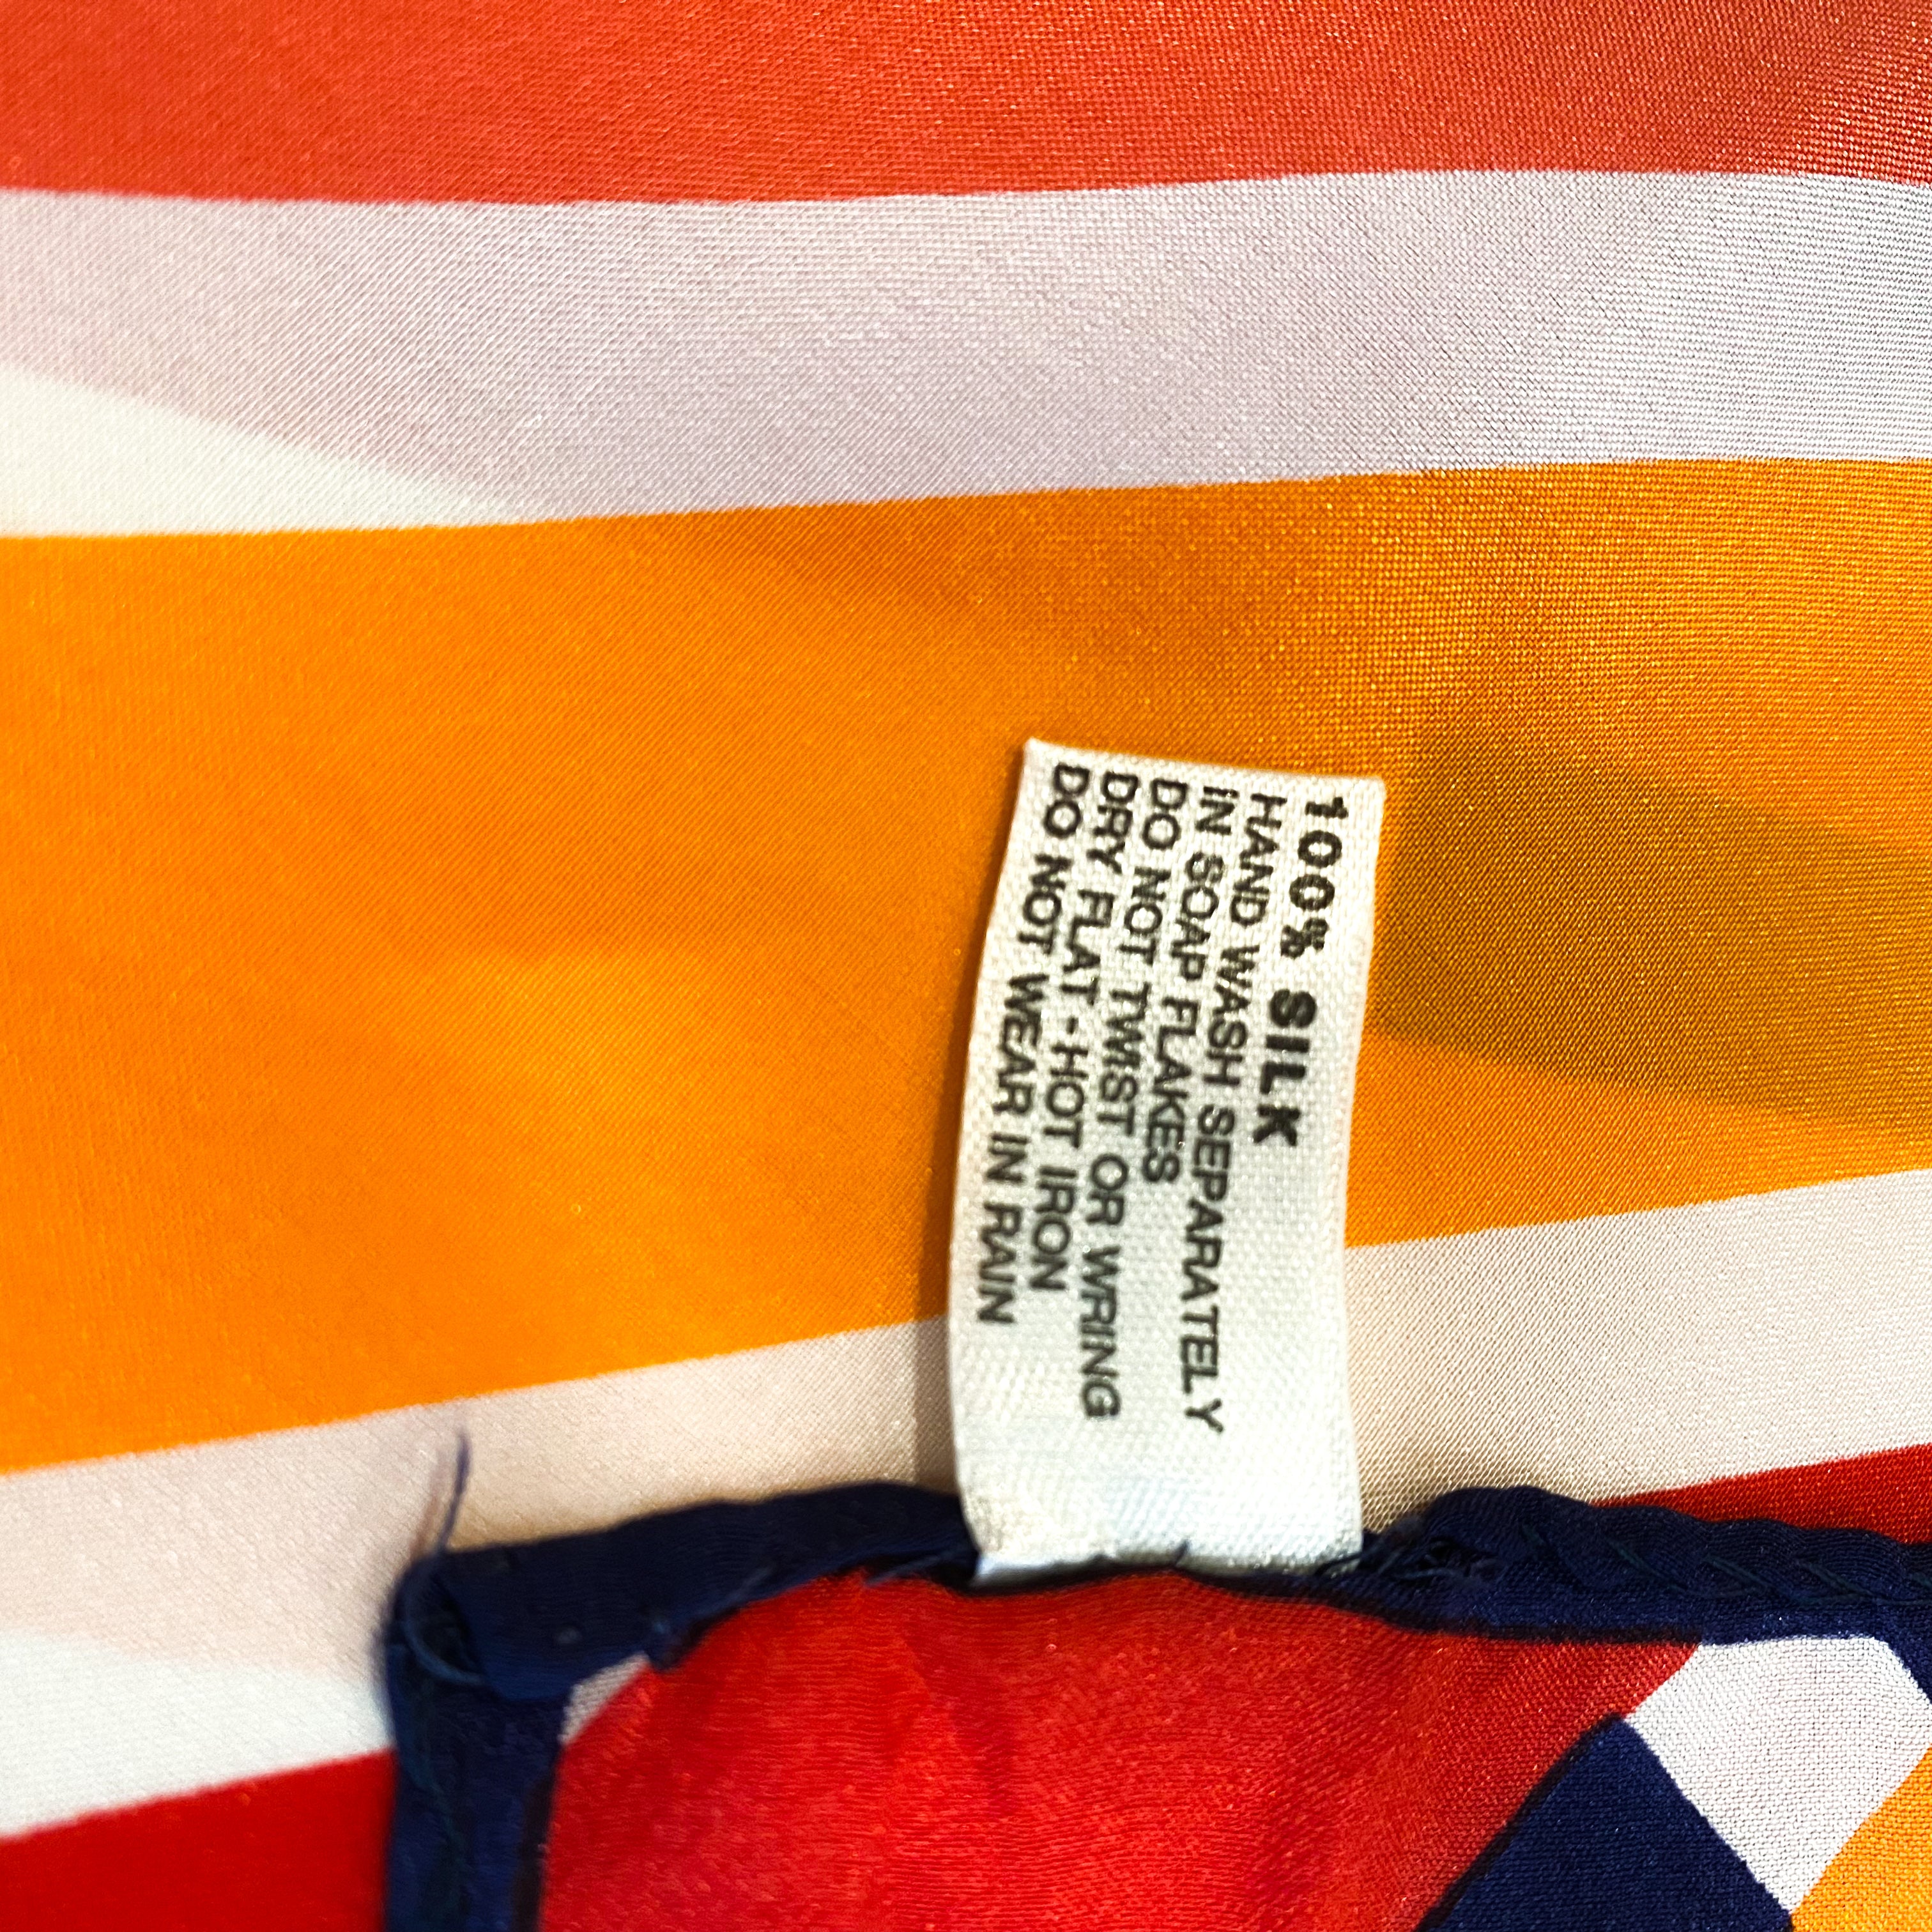 100% SILK
HAND WASH SEPARATELY
IN SOAP FLAKES
DO NOT TWIST OR WRING
DRY FLAT · HOT IRON
DO NOT WEAR IN RAIN